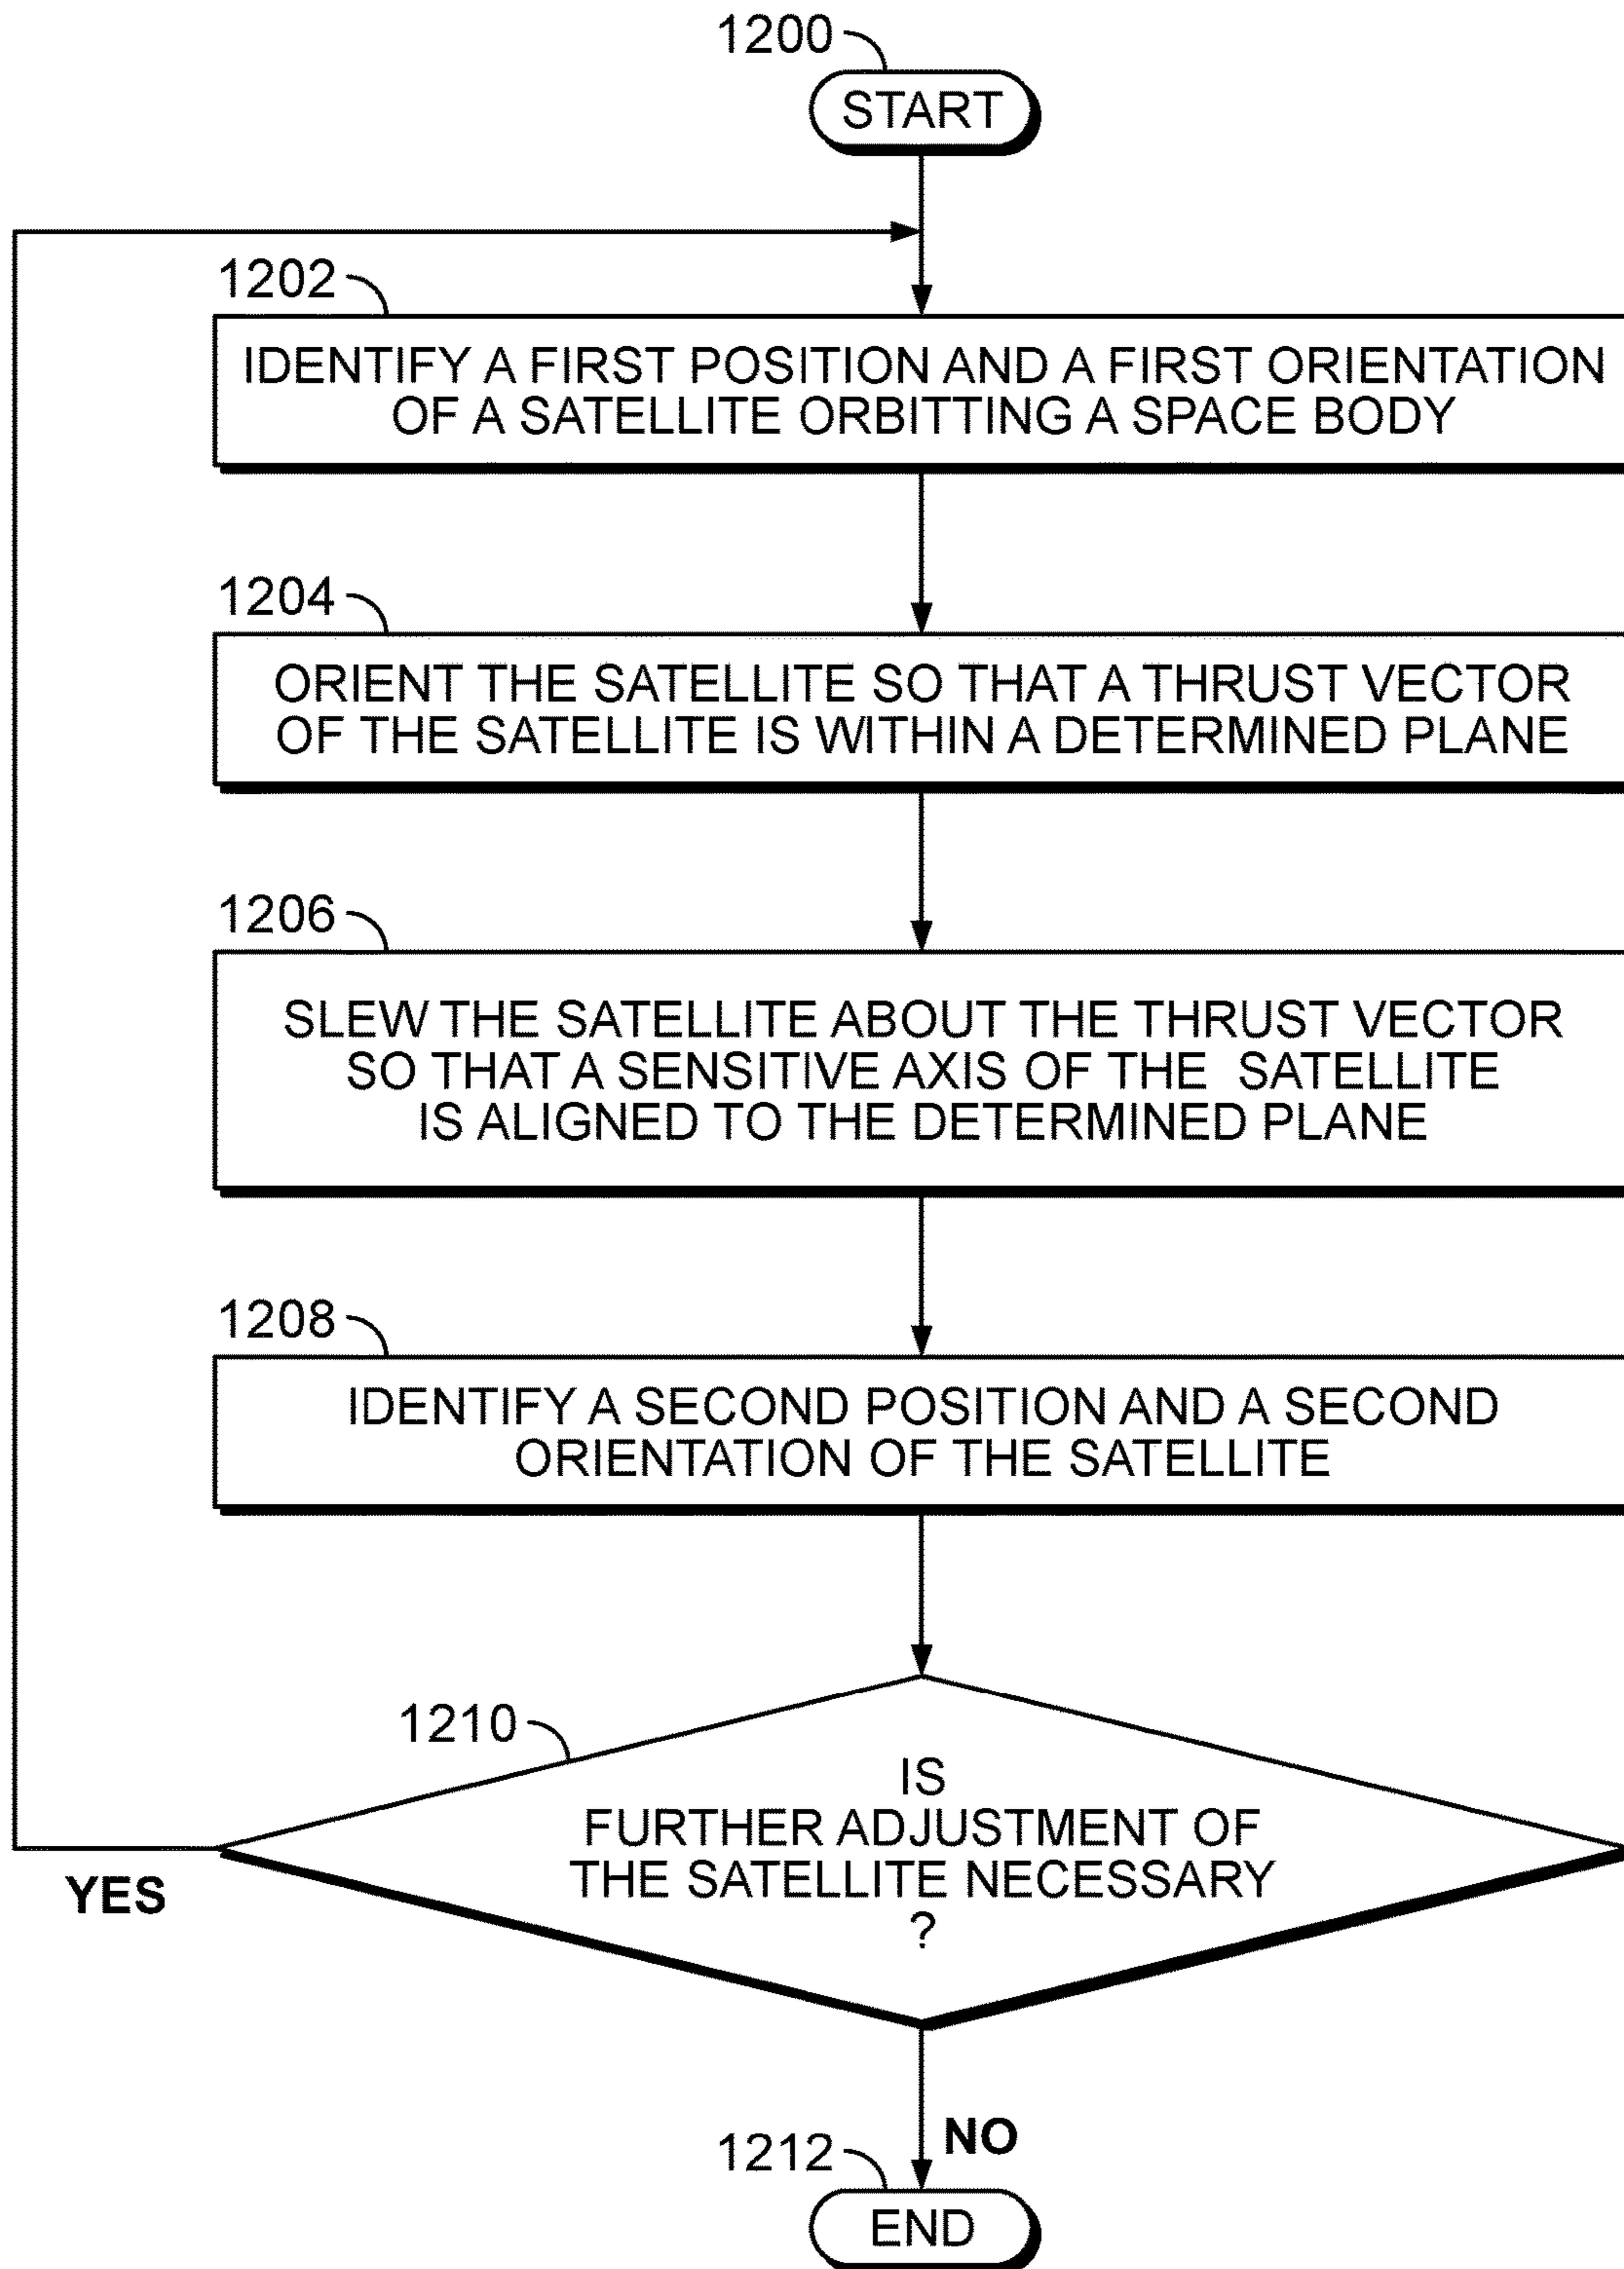 1200
START
1202
IDENTIFY A FIRST POSITION AND A FIRST ORIENTATION
OF A SATELLITE ORBITTING A SPACE BODY
1204
ORIENT THE SATELLITE SO THAT A THRUST VECTOR
OF THE SATELLITE IS WITHIN A DETERMINED PLANE
1206
SLEW THE SATELLITE ABOUT THE THRUST VECTOR
SO THAT A SENSITIVE AXIS OF THE SATELLITE
IS ALIGNED TO THE DETERMINED PLANE
1208
IDENTIFY A SECOND POSITION AND A SECOND
ORIENTATION OF THE SATELLITE
1210
IS
FURTHER ADJUSTMENT OF
THE SATELLITE NECESSARY
?
YES
NO
1212
END